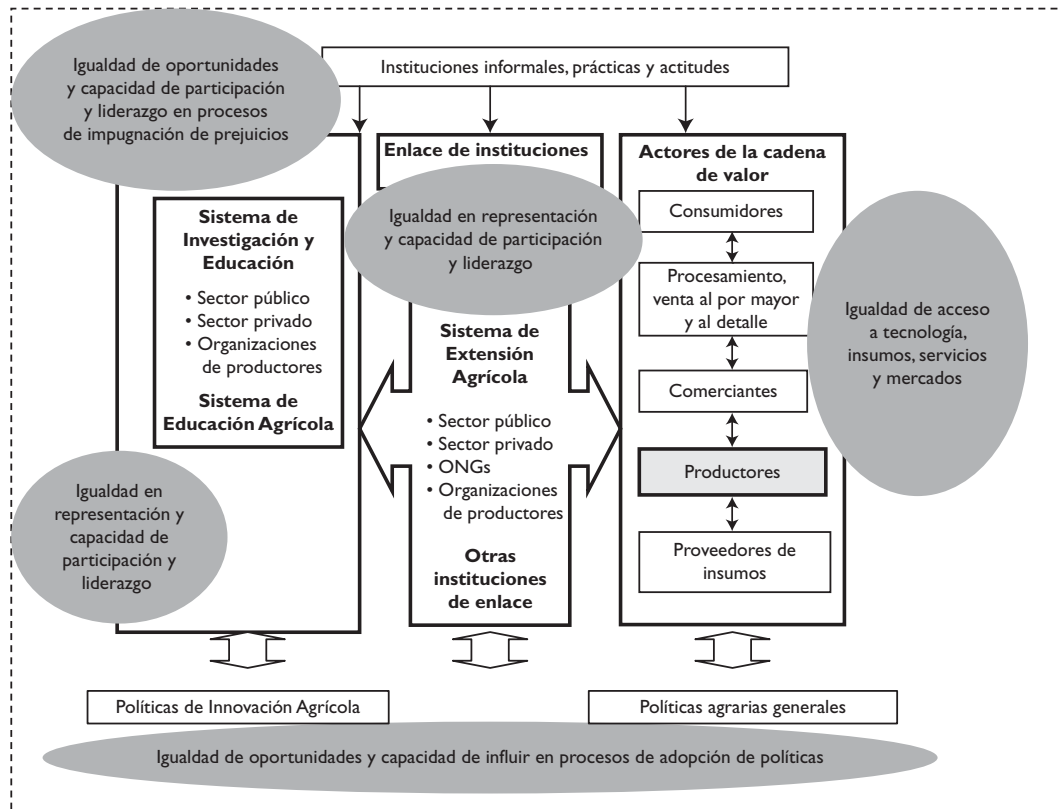 Igualdad de oportunidades
y capacidad de participación
y liderazgo en procesos
de impugnación de prejuicios
Instituciones informales, prácticas y actitudes
Sistema de
Investigación y
Educación
• Sector público
• Sector privado
• Organizaciones
de productores
Sistema de
Educación Agrícola
Igualdad en
representación y
capacidad de
participación y
liderazgo
Enlace de instituciones
Igualdad en representación
y capacidad de participación
y liderazgo
Sistema de
Extensión
Agrícola
• Sector público
• Sector privado
• ONGs
• Organizaciones
de productores
Otras
instituciones
de enlace
Actores de la cadena
de valor
Consumidores
Procesamiento,
venta al por mayor
y al detalle
Comerciantes
Productores
Proveedores de
insumos
Igualdad de acceso
a tecnología,
insumos, servicios
y mercados
Políticas de Innovación Agrícola
Políticas agrarias generales
Igualdad de oportunidades y capacidad de influir en procesos de adopción de políticas